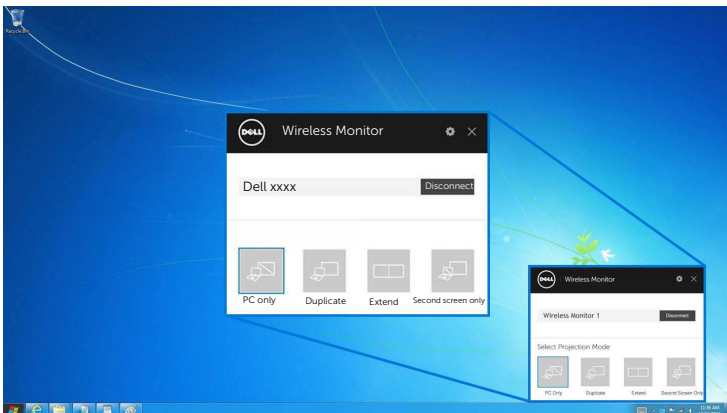 Recycle Bin
DELL
Wireless Monitor
Dell xxxx
Disconnect
PC only
Duplicate
Extend
Second screen only
DELL
Wireless Monitor
Wireless Monitor 1
Disconnect
Select Projection Mode
PC Only
Duplicate
Extend
Second Screen Only